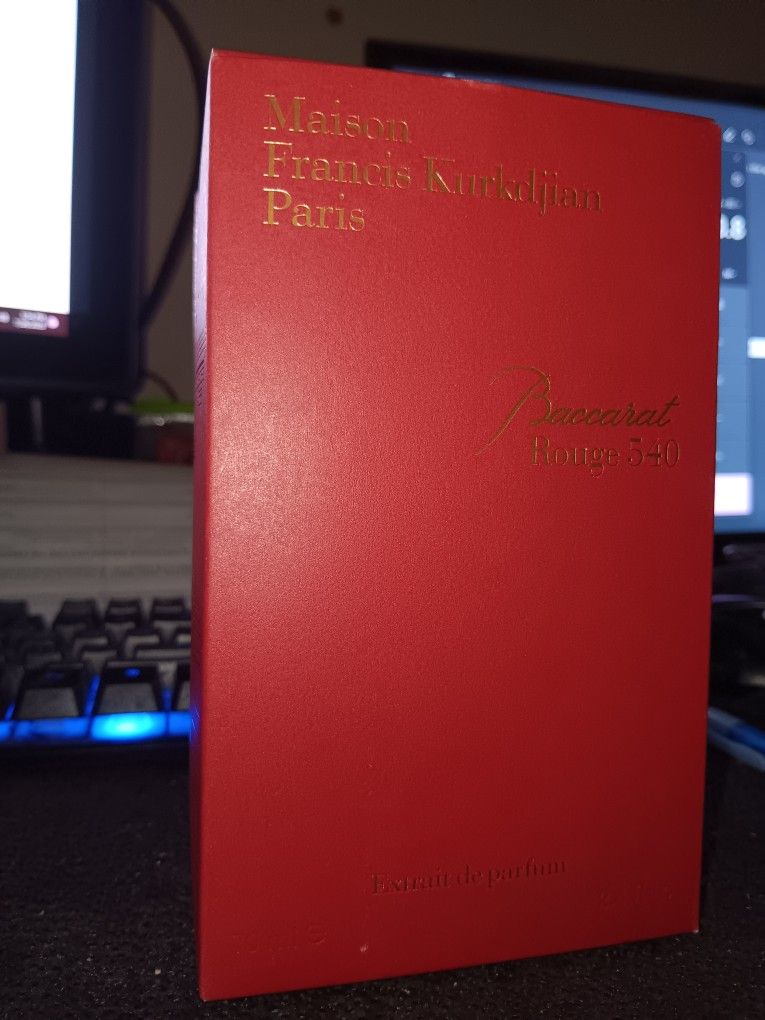 Maison
Francis Kurkdjian
Paris
Baccarat
Rouge 540
Extrait de parfum